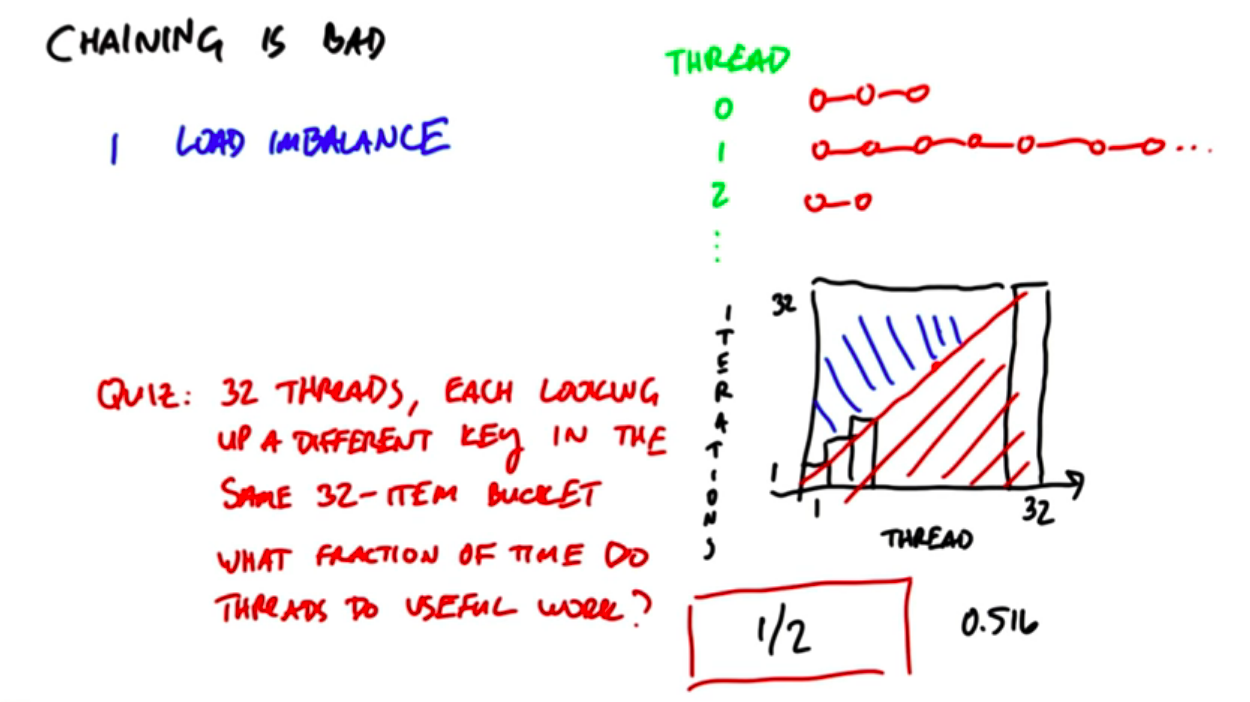 CHAINING IS BAD
1 LOAD IMBALANCE
THREAD
0
1
...
2
⋮
QUIZ: 32 THREADS, EACH LOOKING
UP A DIFFERENT KEY IN THE
SAME 32-ITEM BUCKET
WHAT FRACTION OF TIME DO
THREADS DO USEFUL WORK?
ITERATIONS
32
1
1
32
THREAD
1/2
0.516